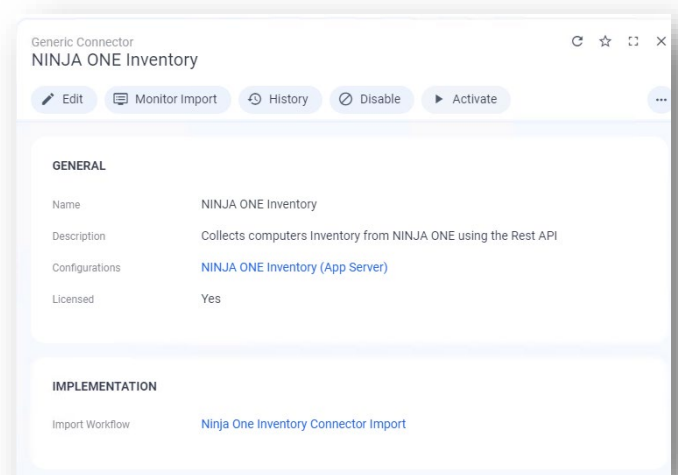 Generic Connector
NINJA ONE Inventory
Edit Monitor Import History Disable Activate ...
GENERAL
Name NINJA ONE Inventory
Description Collects computers Inventory from NINJA ONE using the Rest API
Configurations NINJA ONE Inventory (App Server)
Licensed Yes
IMPLEMENTATION
Import Workflow Ninja One Inventory Connector Import